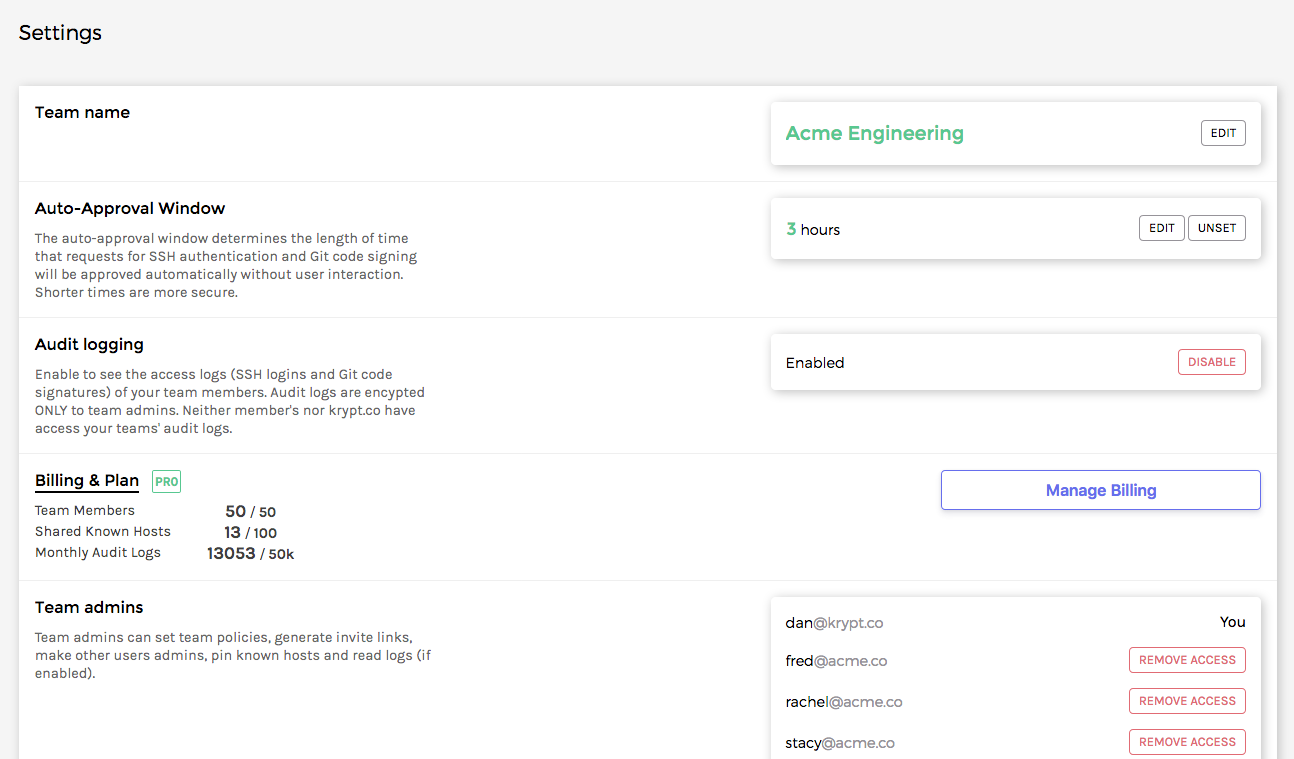 Settings
Team name
Acme Engineering
EDIT
Auto-Approval Window
The auto-approval window determines the length of time
that requests for SSH authentication and Git code signing
will be approved automatically without user interaction.
Shorter times are more secure.
3 hours
EDIT
UNSET
Audit logging
Enable to see the access logs (SSH logins and Git code
signatures) of your team members. Audit logs are encypted
ONLY to team admins. Neither member's nor krypt.co have
access your teams' audit logs.
Enabled
DISABLE
Billing & Plan PRO
Team Members 50 / 50
Shared Known Hosts 13 / 100
Monthly Audit Logs 13053 / 50k
Manage Billing
Team admins
Team admins can set team policies, generate invite links,
make other users admins, pin known hosts and read logs (if
enabled).
dan@krypt.co You
fred@acme.co REMOVE ACCESS
rachel@acme.co REMOVE ACCESS
stacy@acme.co REMOVE ACCESS